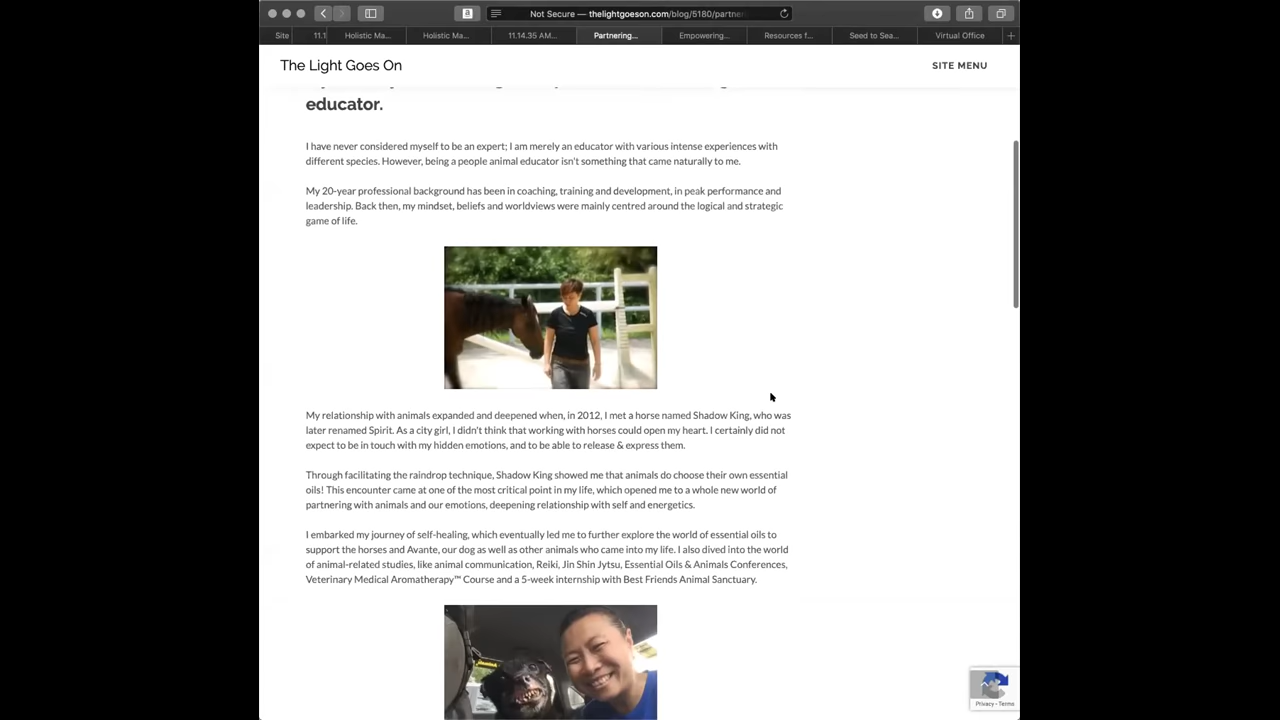 Not Secure — thelightgoeson.com/blog/5180/partner
Site
11.1
Holistic Ma...
Holistic Ma...
11.14.35 AM...
Partnering...
Empowering...
Resources f...
Seed to Sea...
Virtual Office
The Light Goes On
SITE MENU
educator.
I have never considered myself to be an expert; I am merely an educator with various intense experiences with
different species. However, being a people animal educator isn't something that came naturally to me.
My 20-year professional background has been in coaching, training and development, in peak performance and
leadership. Back then, my mindset, beliefs and worldviews were mainly centred around the logical and strategic
game of life.
My relationship with animals expanded and deepened when, in 2012, I met a horse named Shadow King, who was
later renamed Spirit. As a city girl, I didn't think that working with horses could open my heart. I certainly did not
expect to be in touch with my hidden emotions, and to be able to release & express them.
Through facilitating the raindrop technique, Shadow King showed me that animals do choose their own essential
oils! This encounter came at one of the most critical point in my life, which opened me to a whole new world of
partnering with animals and our emotions, deepening relationship with self and energetics.
I embarked my journey of self-healing, which eventually led me to further explore the world of essential oils to
support the horses and Avante, our dog as well as other animals who came into my life. I also dived into the world
of animal-related studies, like animal communication, Reiki, Jin Shin Jytsu, Essential Oils & Animals Conferences,
Veterinary Medical Aromatherapy™ Course and a 5-week internship with Best Friends Animal Sanctuary.
Privacy - Terms